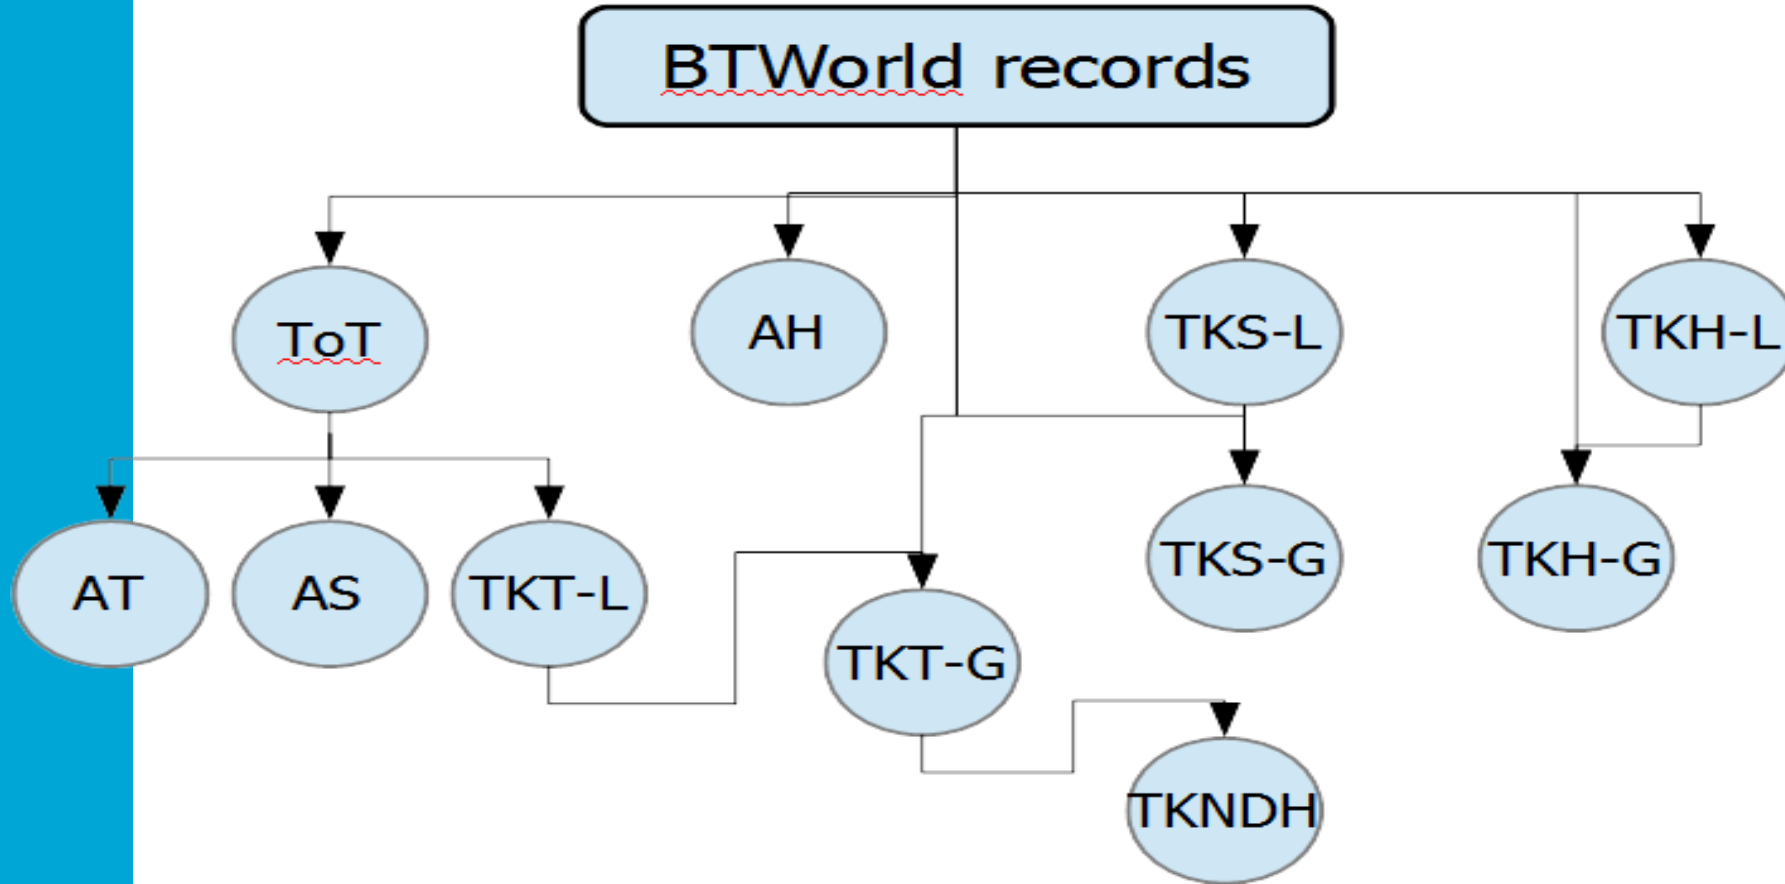 BTWorld records
ToT
AH
TKS-L
TKH-L
AT
AS
TKT-L
TKT-G
TKS-G
TKH-G
TKNDH